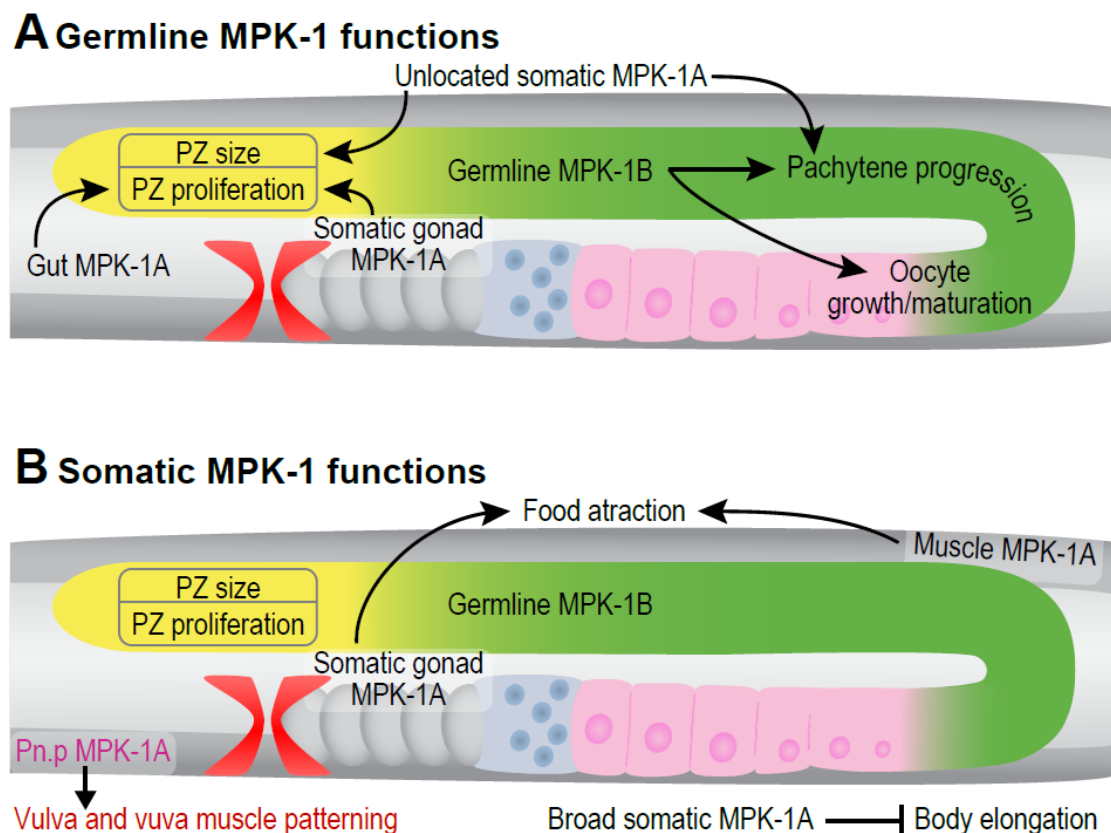 A Germline MPK-1 functions
Unlocated somatic MPK-1A
PZ size
PZ proliferation
Germline MPK-1B
Pachytene progression
Somatic gonad
MPK-1A
Gut MPK-1A
Oocyte
growth/maturation
B Somatic MPK-1 functions
Food atraction
Muscle MPK-1A
PZ size
PZ proliferation
Germline MPK-1B
Somatic gonad
MPK-1A
Pn.p MPK-1A
Vulva and vuva muscle patterning
Broad somatic MPK-1A
Body elongation